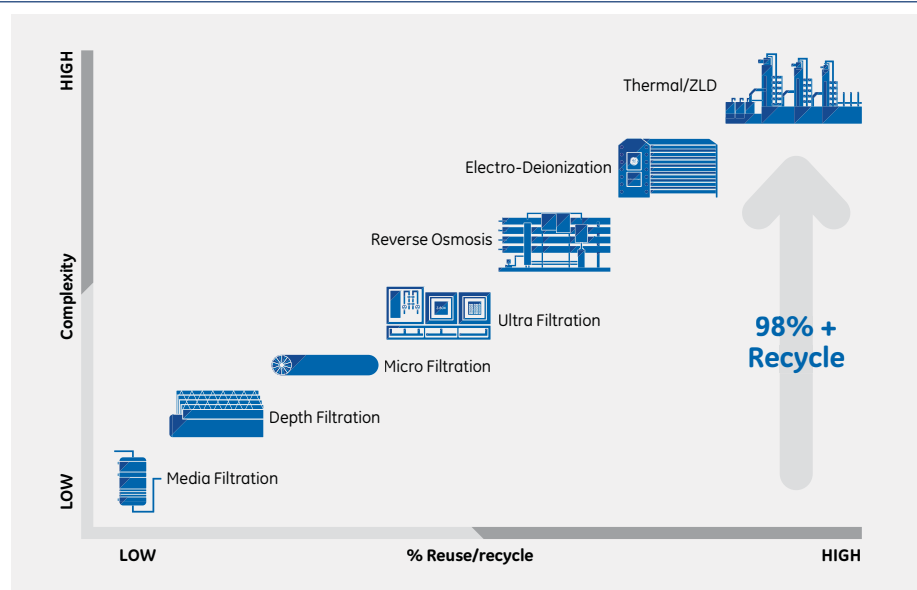 HIGH
Thermal/ZLD
Electro-Deionization
Reverse Osmosis
Complexity
Ultra Filtration
98% +
Recycle
Micro Filtration
Depth Filtration
Media Filtration
LOW
LOW
% Reuse/recycle
HIGH